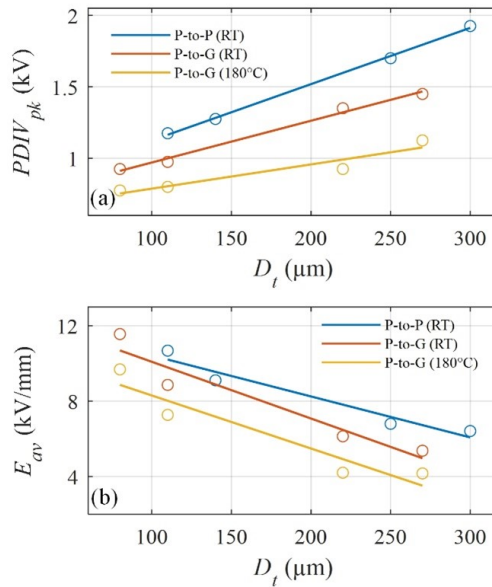 2
P-to-P (RT)
P-to-G (RT)
P-to-G (180°C)
1.5
1
PDIVpk (kV)
(a)
100 150 200 250 300
Dt (μm)
12
P-to-P (RT)
P-to-G (RT)
P-to-G (180°C)
8
4
Eav (kV/mm)
(b)
100 150 200 250 300
Dt (μm)